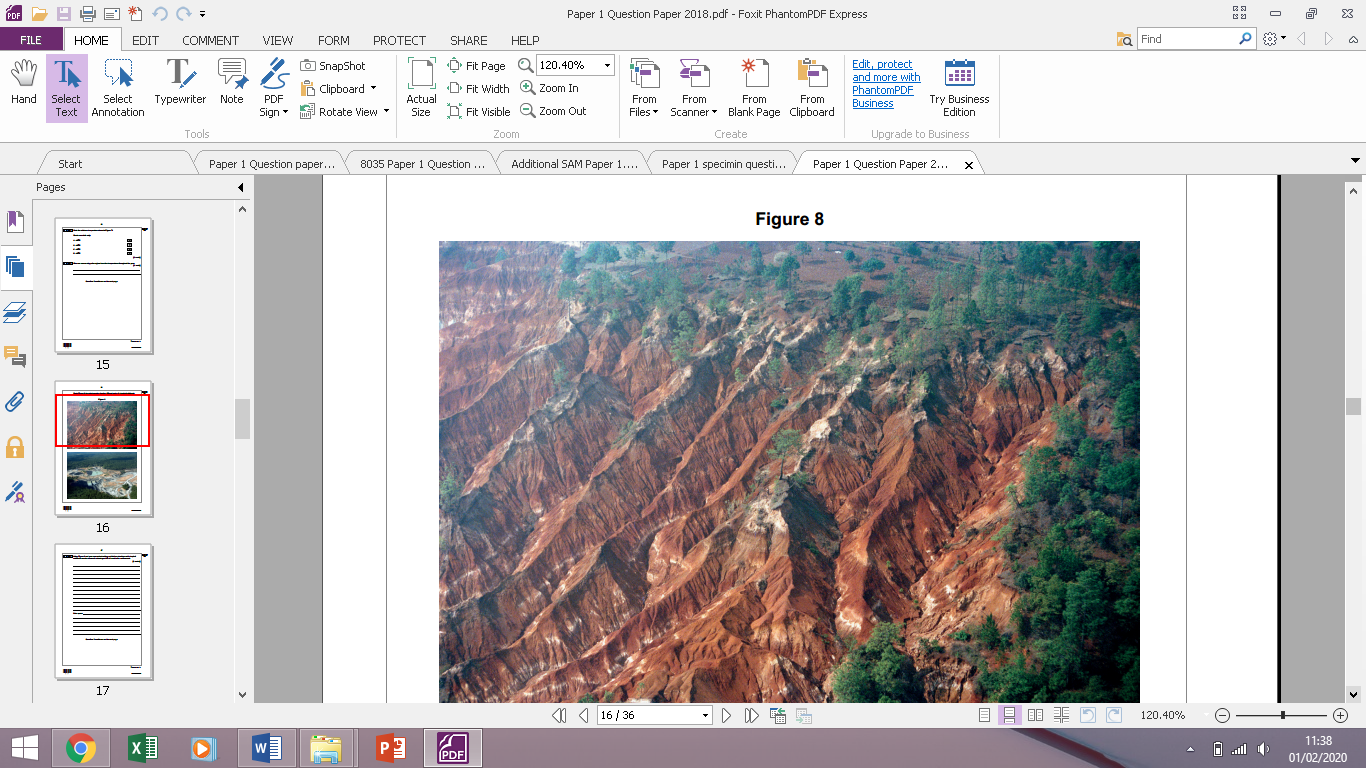 Paper 1 Question Paper 2018.pdf - Foxit PhantomPDF Express
FILE HOME EDIT COMMENT VIEW FORM PROTECT SHARE HELP
Find
Hand
Select Text
Select Annotation
Typewriter
Note
PDF Sign
SnapShot
Clipboard
Rotate View
Tools
Actual Size
Fit Page
Fit Width
Fit Visible
120.40%
Zoom In
Zoom Out
Zoom
From Files
From Scanner
From Blank Page
From Clipboard
Create
Edit, protect
and more with
PhantomPDF
Business
Try Business Edition
Upgrade to Business
Start
Paper 1 Question paper...
8035 Paper 1 Question ...
Additional SAM Paper 1....
Paper 1 specimin questi...
Paper 1 Question Paper 2...
Pages
15
16
17
Figure 8
16 / 36
120.40%
11:38
01/02/2020